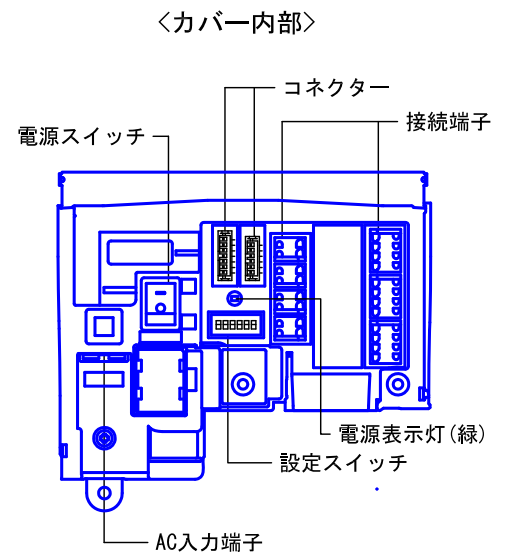 〈カバー内部〉
コネクター
接続端子
電源スイッチ
電源表示灯(緑)
設定スイッチ
AC入力端子